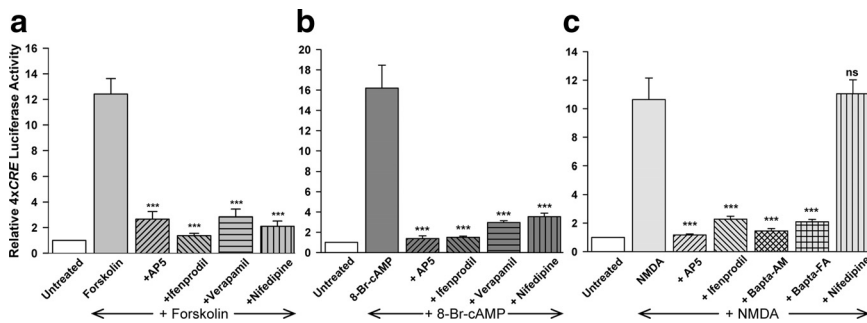 a
Relative 4xCRE Luciferase Activity
16
14
12
10
8
6
4
2
0
***
***
***
***
Untreated
Forskolin
+AP5
+Ifenprodil
+Verapamil
+Nifedipine
+ Forskolin
b
20
18
16
14
12
10
8
6
4
2
0
***
***
***
***
Untreated
8-Br-cAMP
+ AP5
+ Ifenprodil
+ Verapamil
+ Nifedipine
+ 8-Br-cAMP
c
14
12
10
8
6
4
2
0
***
***
***
***
ns
Untreated
NMDA
+ AP5
+ Ifenprodil
+ Bapta-AM
+ Bapta-FA
+ Nifedipine
+ NMDA